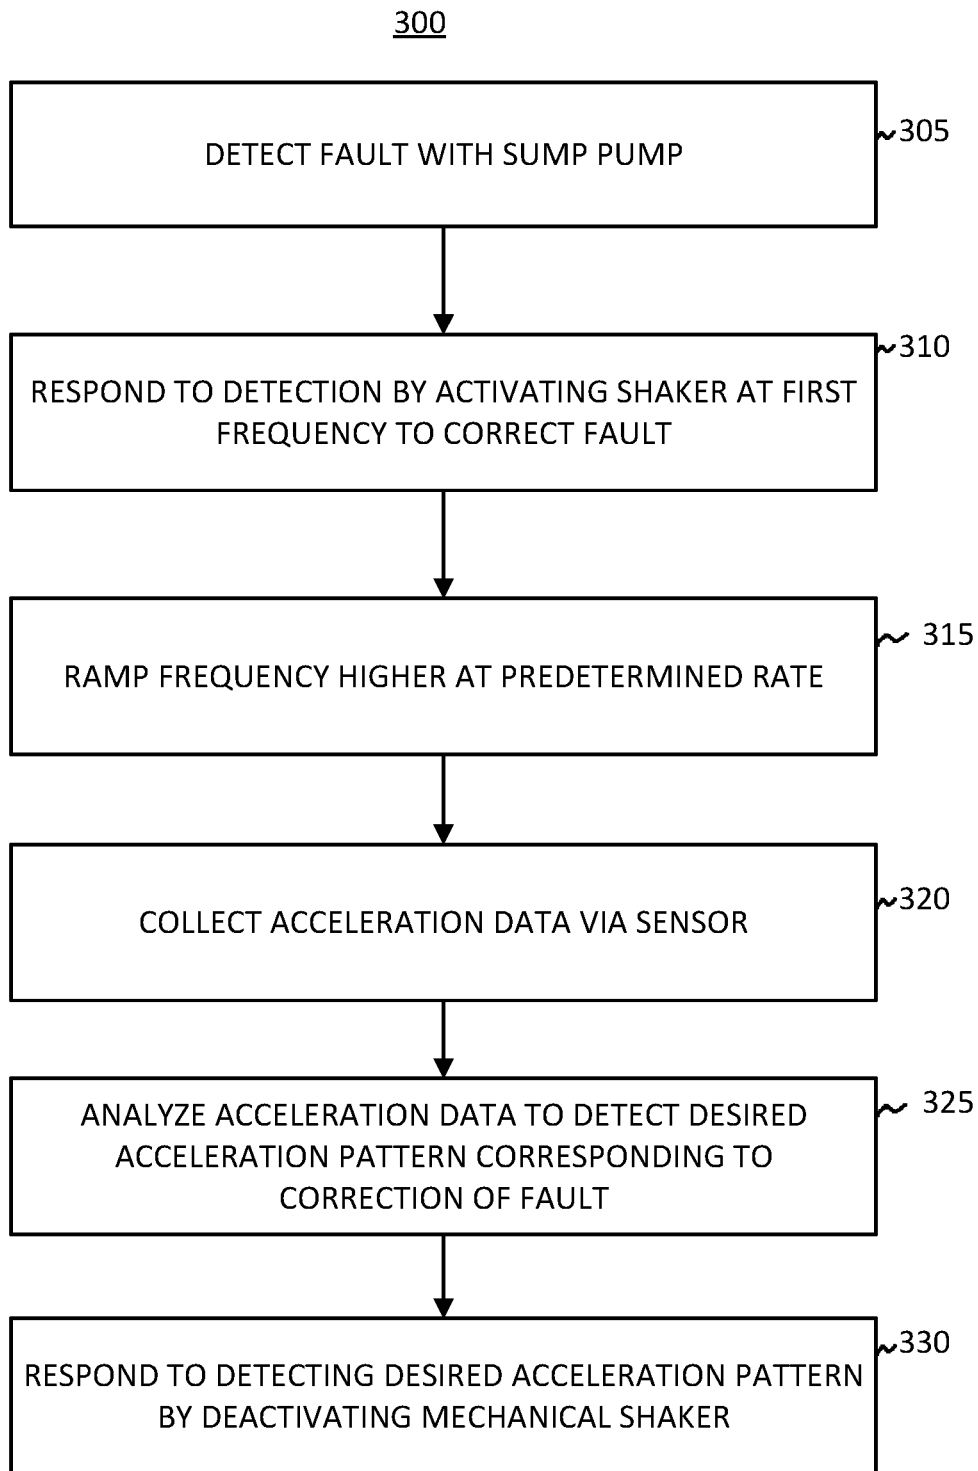 300
DETECT FAULT WITH SUMP PUMP
305
RESPOND TO DETECTION BY ACTIVATING SHAKER AT FIRST
FREQUENCY TO CORRECT FAULT
310
RAMP FREQUENCY HIGHER AT PREDETERMINED RATE
315
COLLECT ACCELERATION DATA VIA SENSOR
320
ANALYZE ACCELERATION DATA TO DETECT DESIRED
ACCELERATION PATTERN CORRESPONDING TO
CORRECTION OF FAULT
325
RESPOND TO DETECTING DESIRED ACCELERATION PATTERN
BY DEACTIVATING MECHANICAL SHAKER
330